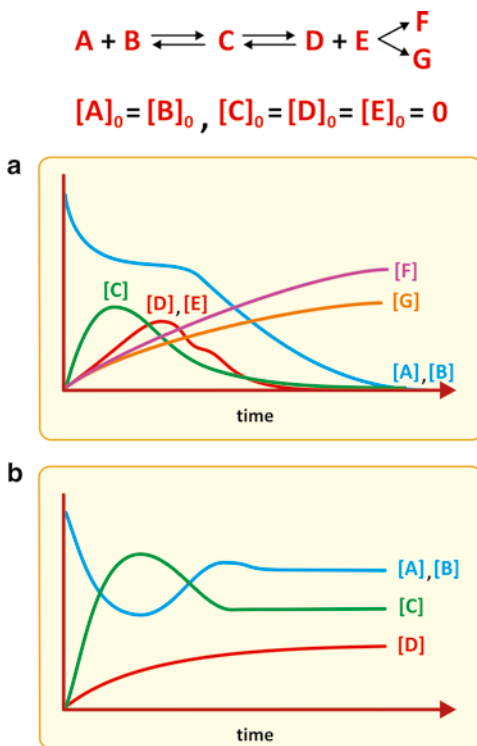 A + B ⇌ C ⇌ D + E
F
G
[A]₀ = [B]₀ , [C]₀ = [D]₀ = [E]₀ = 0
a
[C]
[D],[E]
[F]
[G]
[A],[B]
time
b
[A],[B]
[C]
[D]
time